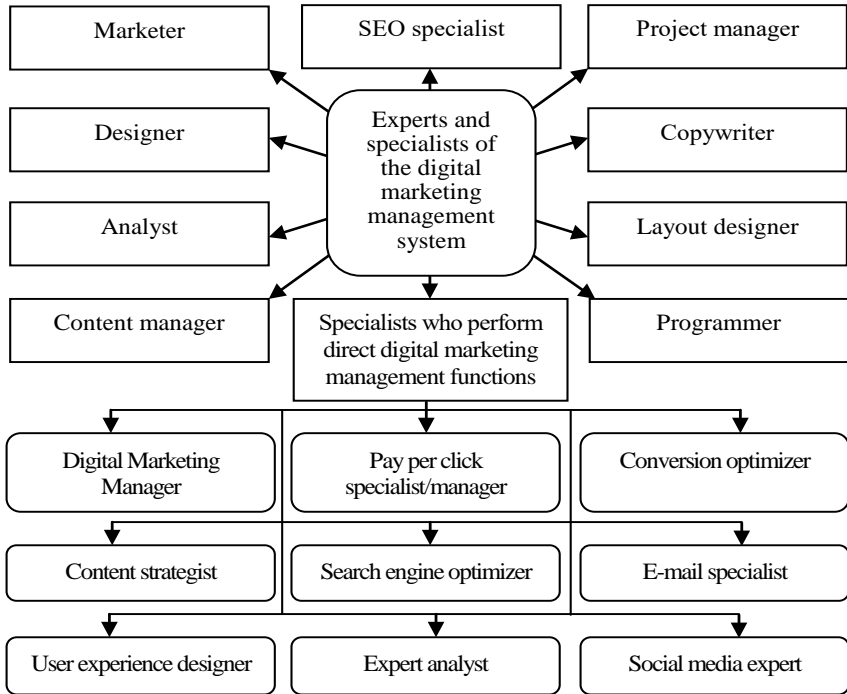 Marketer
SEO specialist
Project manager
Designer
Experts and
specialists of
the digital
marketing
management
system
Copywriter
Analyst
Layout designer
Content manager
Specialists who perform
direct digital marketing
management functions
Programmer
Digital Marketing
Manager
Pay per click
specialist/manager
Conversion optimizer
Content strategist
Search engine optimizer
E-mail specialist
User experience designer
Expert analyst
Social media expert